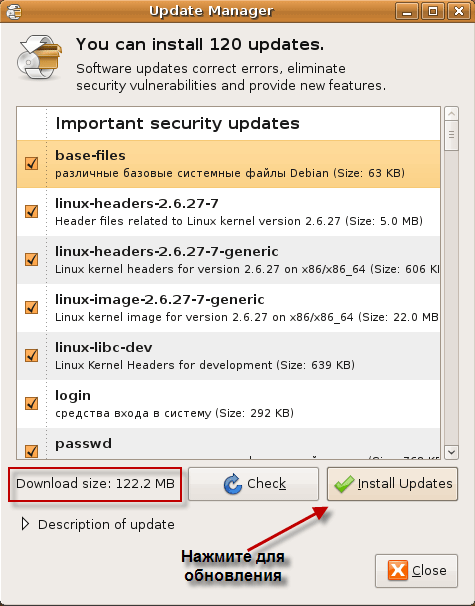 Update Manager
You can install 120 updates.
Software updates correct errors, eliminate
security vulnerabilities and provide new features.
Important security updates
base-files
различные базовые системные файлы Debian (Size: 63 KB)
linux-headers-2.6.27-7
Header files related to Linux kernel version 2.6.27 (Size: 5.0 MB)
linux-headers-2.6.27-7-generic
Linux kernel headers for version 2.6.27 on x86/x86_64 (Size: 606 K
linux-image-2.6.27-7-generic
Linux kernel image for version 2.6.27 on x86/x86_64 (Size: 22.0 MB
linux-libc-dev
Linux Kernel Headers for development (Size: 639 KB)
login
средства входа в систему (Size: 292 KB)
passwd
Download size: 122.2 MB
Check
Install Updates
Description of update
Нажмите для
обновления
Close